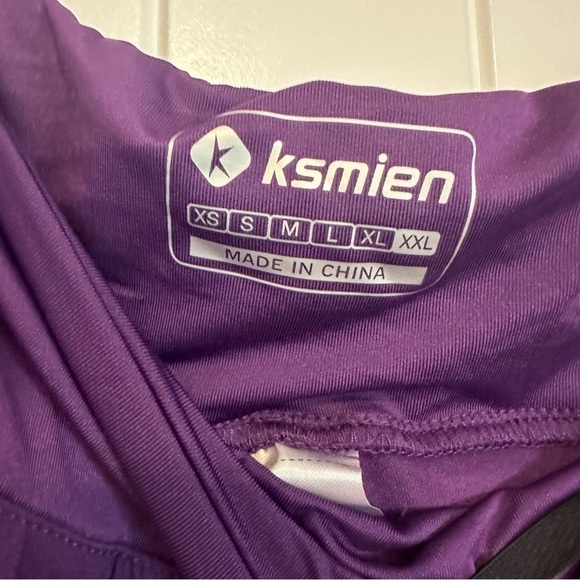 ksmien
XS S M L XL XXL
MADE IN CHINA